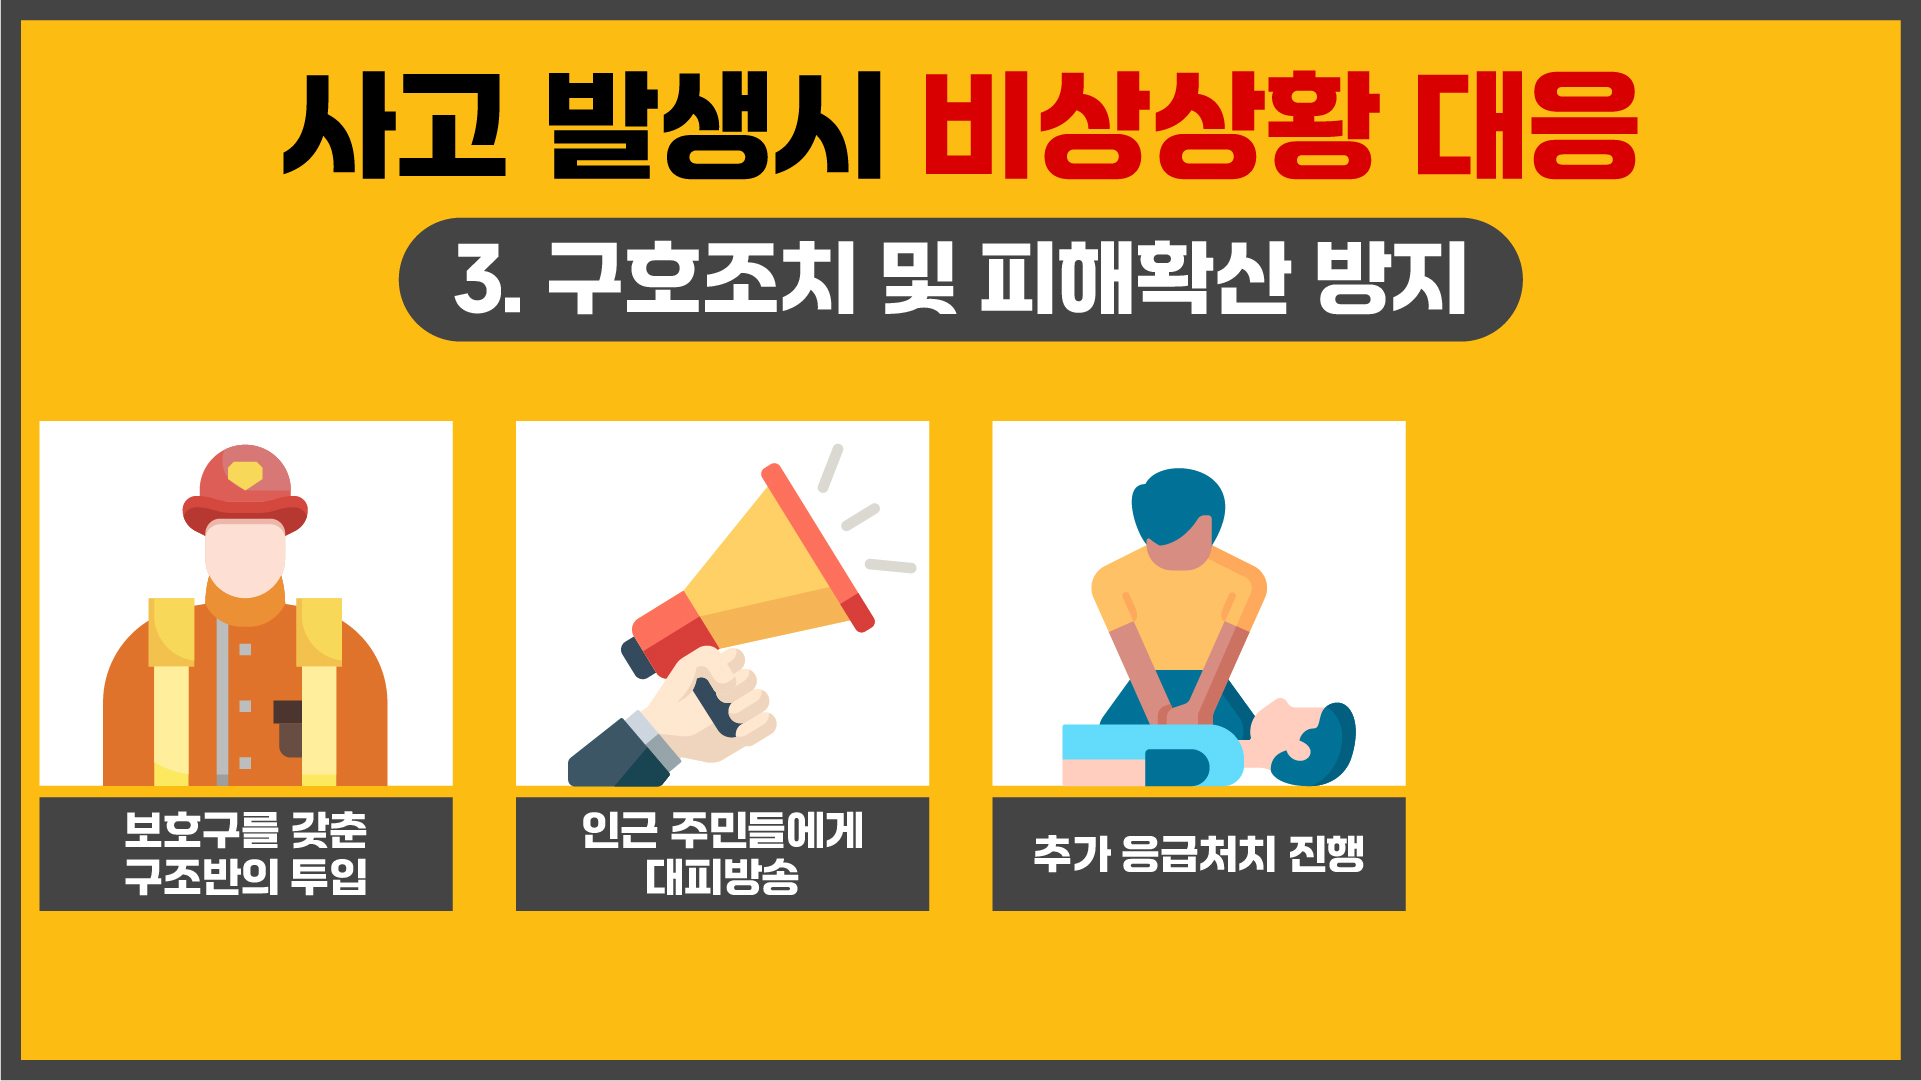 사고 발생시 비상상황 대응
3. 구호조치 및 피해확산 방지
보호구를 갖춘
구조반의 투입
인근 주민들에게
대피방송
추가 응급처치 진행